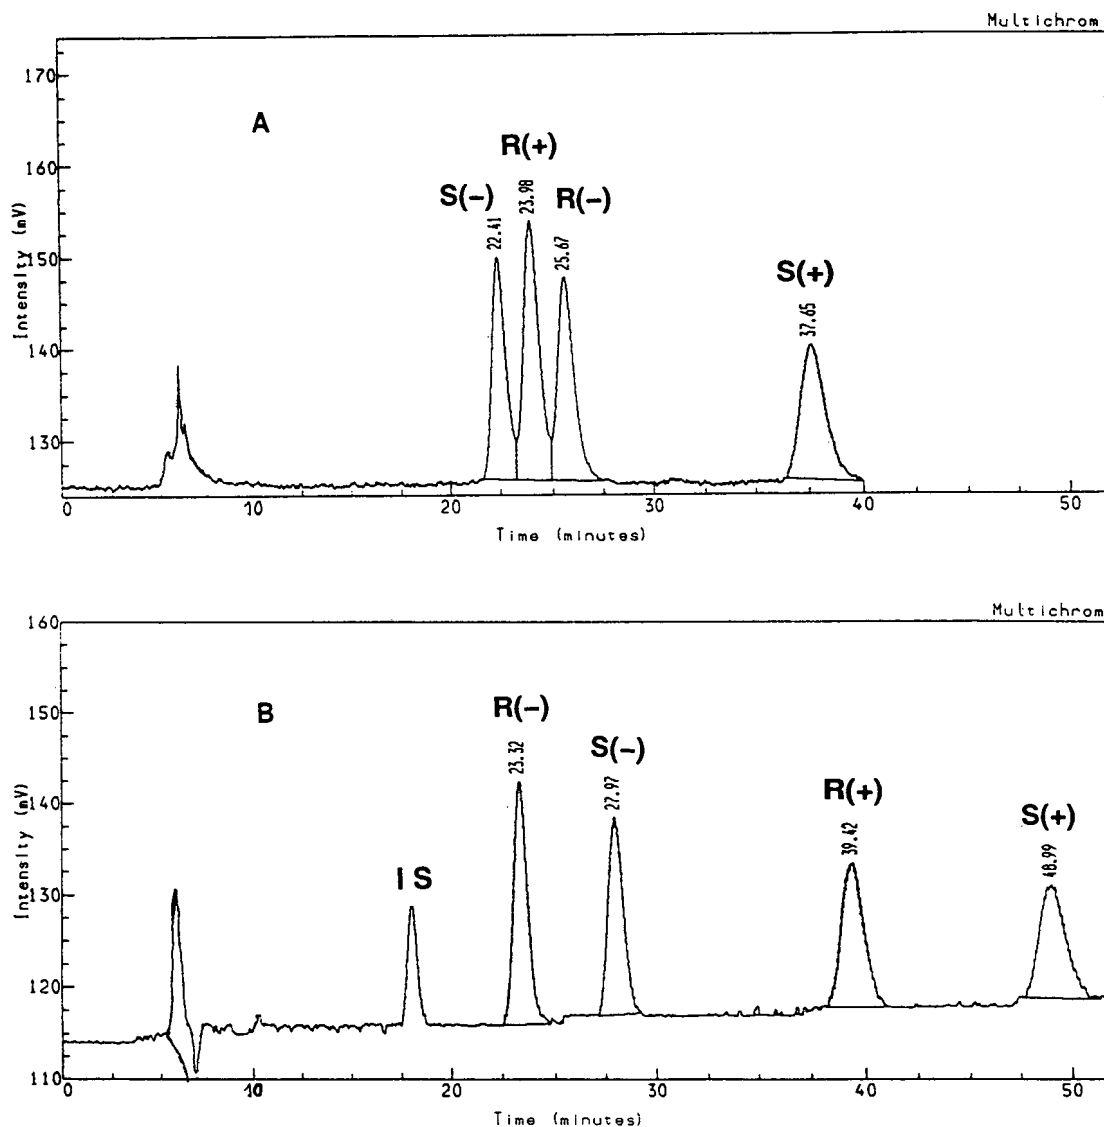 Multichrom
170
160
150
140
130
Intensity (mV)
A
S(-)
22.41
R(+)
23.98
R(-)
25.67
S(+)
37.65
0 10 20 30 40 50
Time (minutes)
Multichrom
160
150
140
130
120
110
Intensity (mV)
B
I S
R(-)
23.32
S(-)
27.97
R(+)
39.42
S(+)
48.99
0 10 20 30 40 50
Time (minutes)